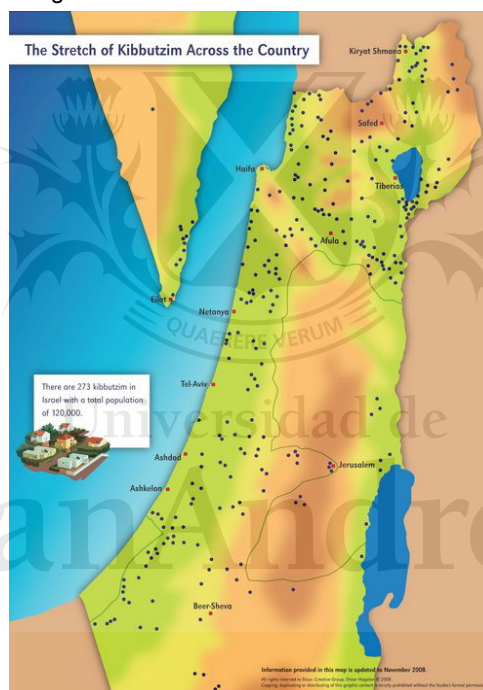 The Stretch of Kibbutzim Across the Country
Kiryat Shmona
Safed
Haifa
Tiberias
Afula
Eilat
Netanya
QUAERERE VERUM
There are 273 kibbutzim in
Israel with a total population
of 120,000.
Tel-Aviv
Universidad de
Ashdod
Jerusalem
Ashkelon
SanAndré
Beer-Sheva
Information provided in this map is updated to November 2008.